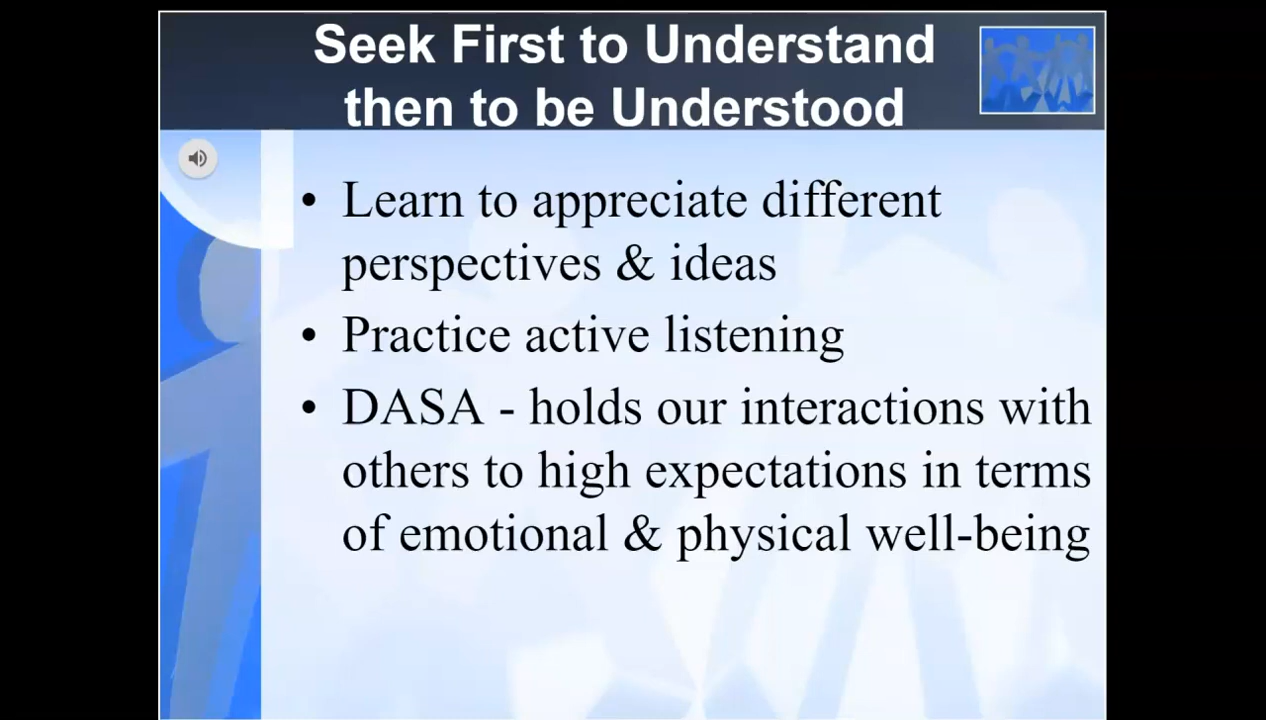 Seek First to Understand
then to be Understood
• Learn to appreciate different
perspectives & ideas
• Practice active listening
• DASA - holds our interactions with
others to high expectations in terms
of emotional & physical well-being